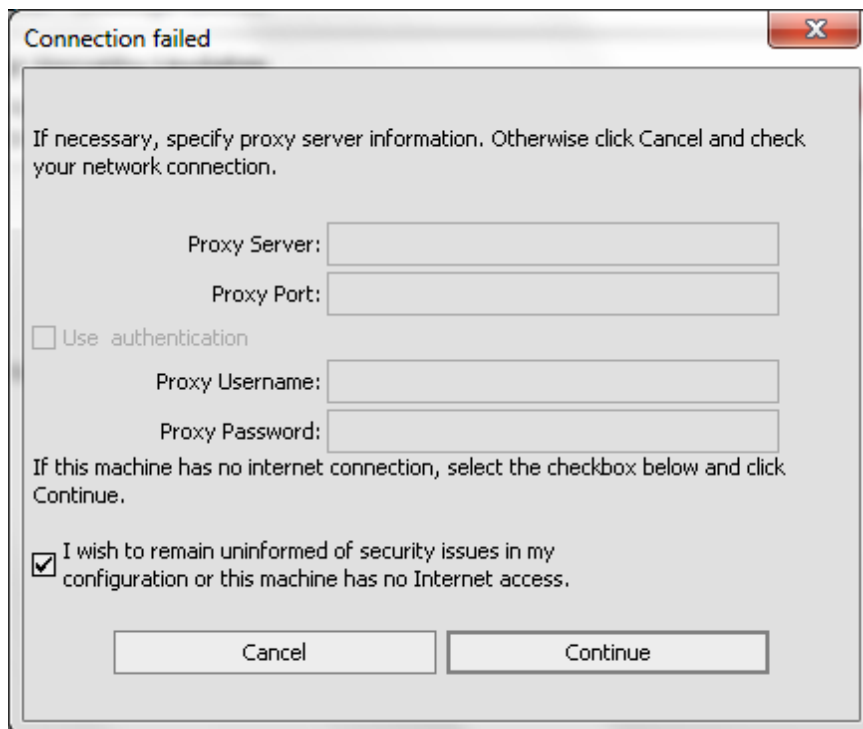 Connection failed
If necessary, specify proxy server information. Otherwise click Cancel and check
your network connection.
Proxy Server:
Proxy Port:
Use authentication
Proxy Username:
Proxy Password:
If this machine has no internet connection, select the checkbox below and click
Continue.
I wish to remain uninformed of security issues in my
configuration or this machine has no Internet access.
Cancel
Continue